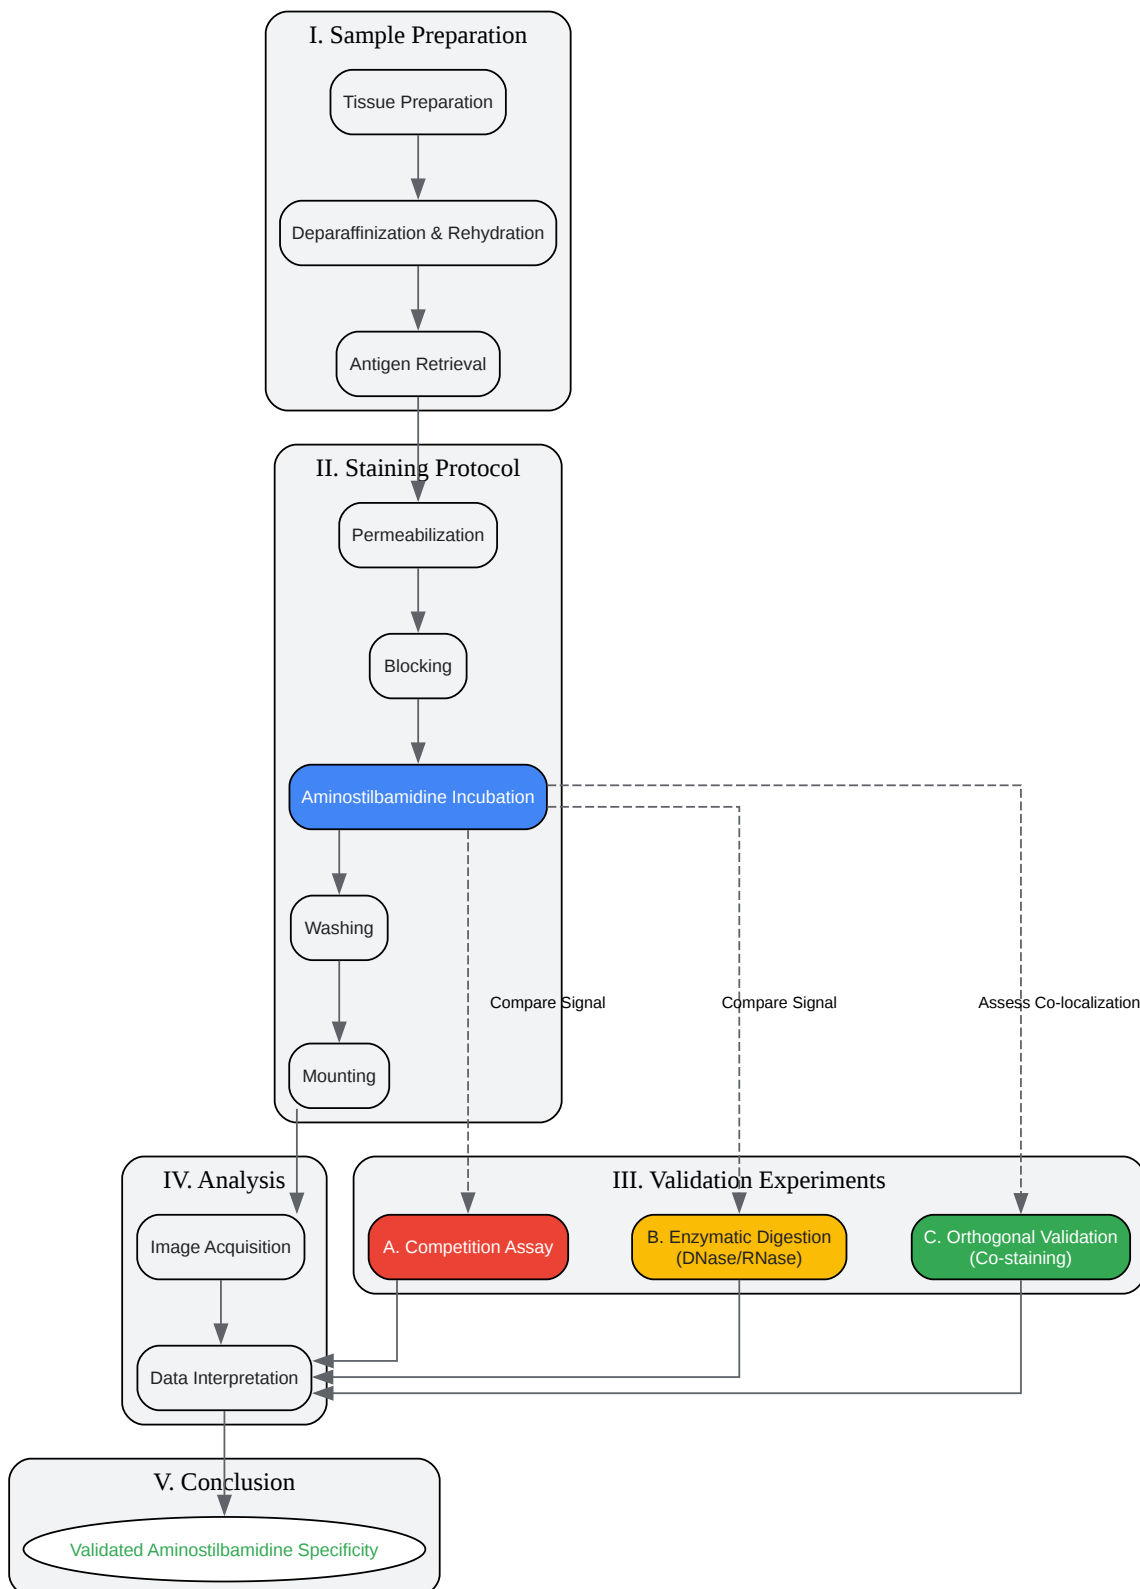 I. Sample Preparation
Tissue Preparation
Deparaffinization & Rehydration
Antigen Retrieval
II. Staining Protocol
Permeabilization
Blocking
Aminostilbamidine Incubation
Washing
Compare Signal
Compare Signal
Assess Co-localization
Mounting
IV. Analysis
III. Validation Experiments
Image Acquisition
A. Competition Assay
B. Enzymatic Digestion
(DNase/RNase)
C. Orthogonal Validation
(Co-staining)
Data Interpretation
V. Conclusion
Validated Aminostilbamidine Specificity